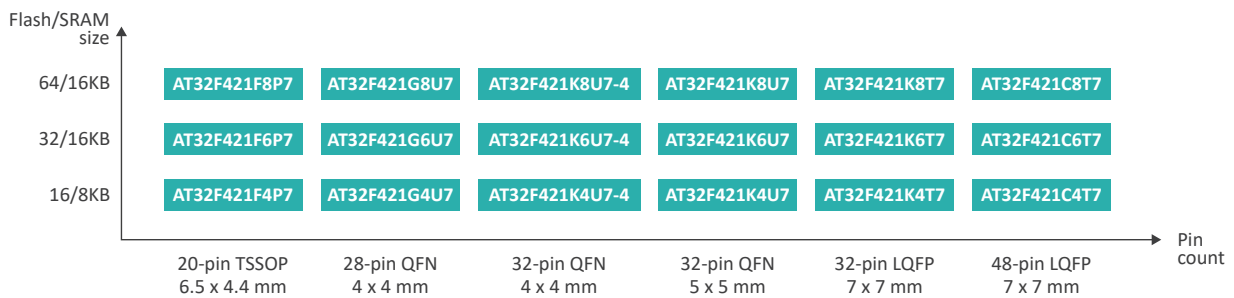 Flash/SRAM
size
64/16KB AT32F421F8P7 AT32F421G8U7 AT32F421K8U7-4 AT32F421K8U7 AT32F421K8T7 AT32F421C8T7
32/16KB AT32F421F6P7 AT32F421G6U7 AT32F421K6U7-4 AT32F421K6U7 AT32F421K6T7 AT32F421C6T7
16/8KB AT32F421F4P7 AT32F421G4U7 AT32F421K4U7-4 AT32F421K4U7 AT32F421K4T7 AT32F421C4T7
Pin
count
20-pin TSSOP 28-pin QFN 32-pin QFN 32-pin QFN 32-pin LQFP 48-pin LQFP
6.5 x 4.4 mm 4 x 4 mm 4 x 4 mm 5 x 5 mm 7 x 7 mm 7 x 7 mm